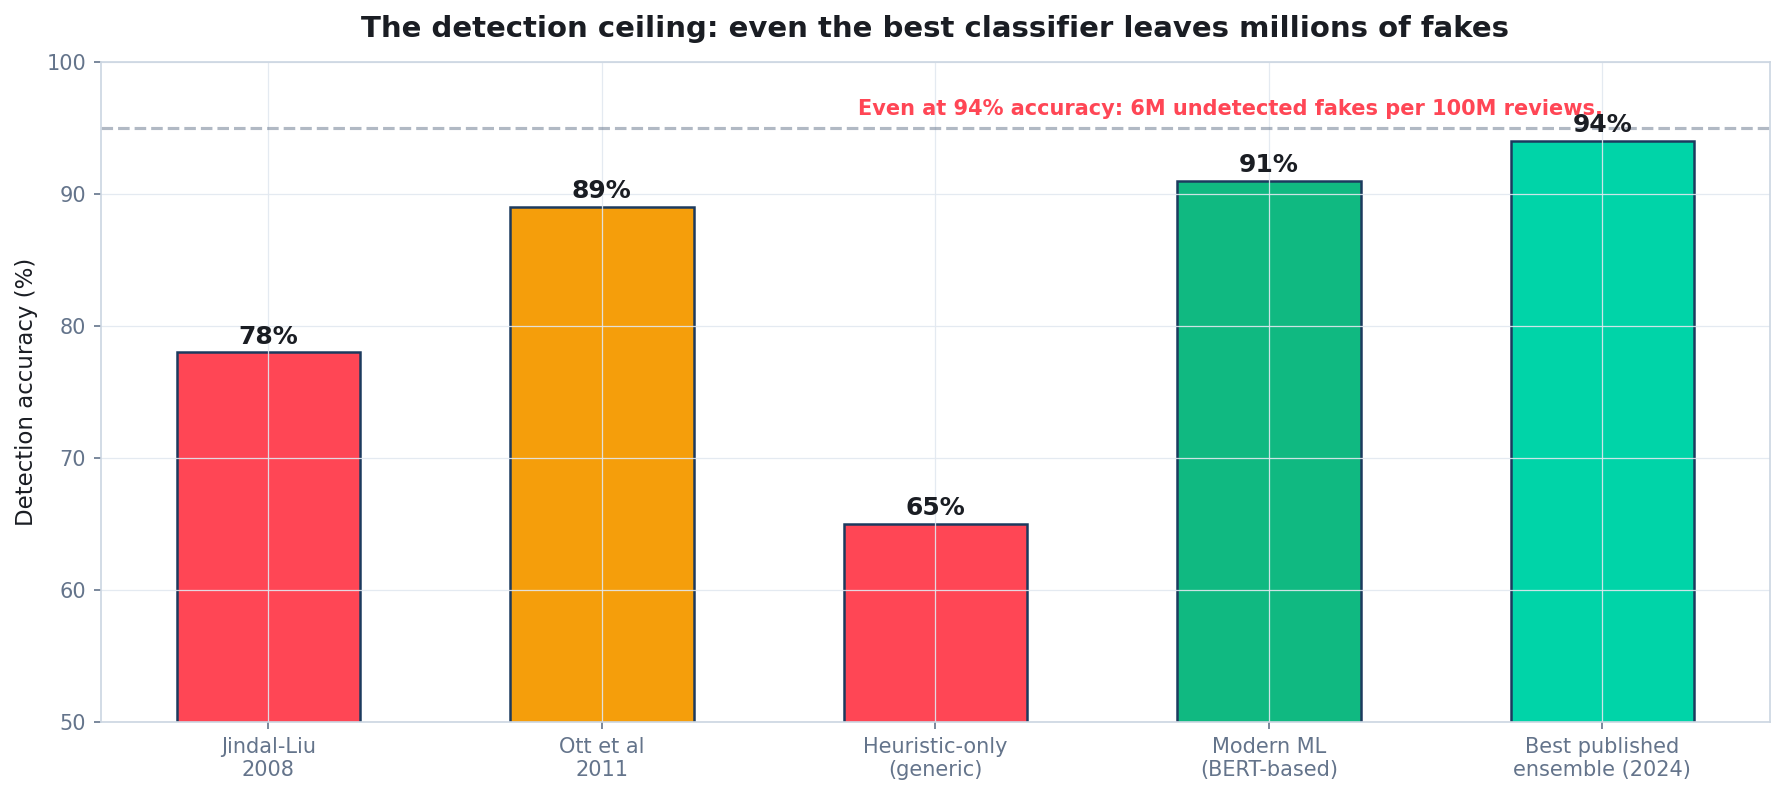 The detection ceiling: even the best classifier leaves millions of fakes
Even at 94% accuracy: 6M undetected fakes per 100M reviews.
Detection accuracy (%)
100
90
80
70
60
50
78%
89%
65%
91%
94%
Jindal-Liu
2008
Ott et al
2011
Heuristic-only
(generic)
Modern ML
(BERT-based)
Best published
ensemble (2024)